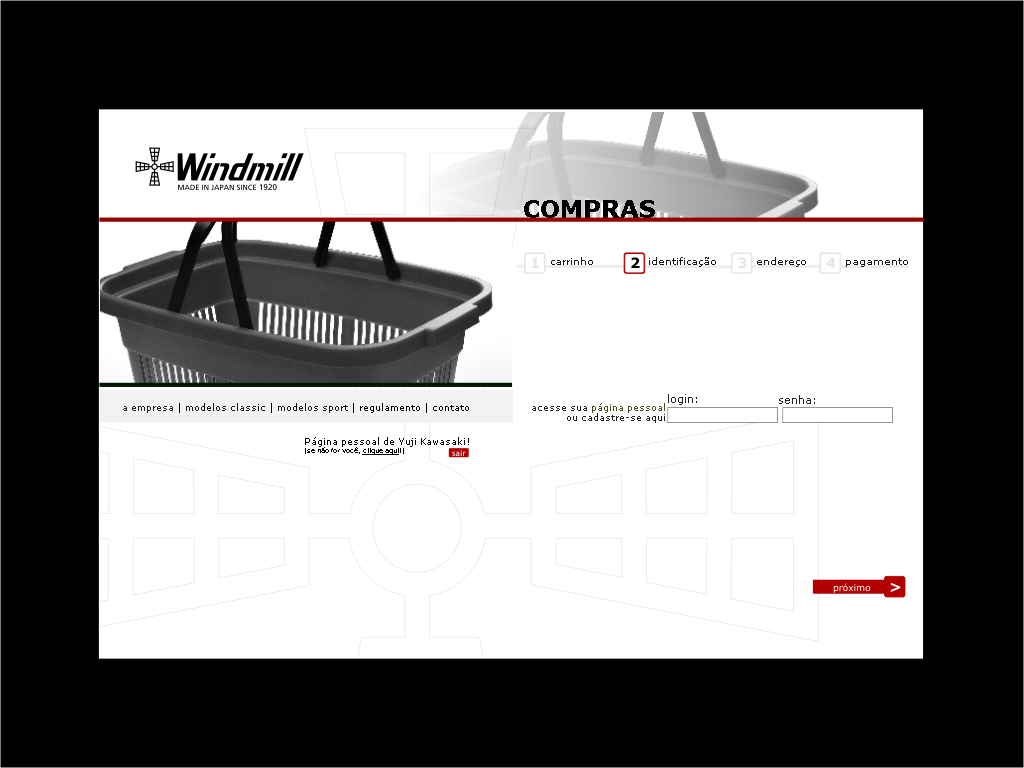 Windmill
MADE IN JAPAN SINCE 1920
COMPRAS
1 carrinho 2 identificação 3 endereço 4 pagamento
a empresa | modelos classic | modelos sport | regulamento | contato
acesse sua página pessoal
ou cadastre-se aqui
login:
senha:
Página pessoal de Yuji Kawasaki!
(se não for você, clique aqui!)
sair
próximo >